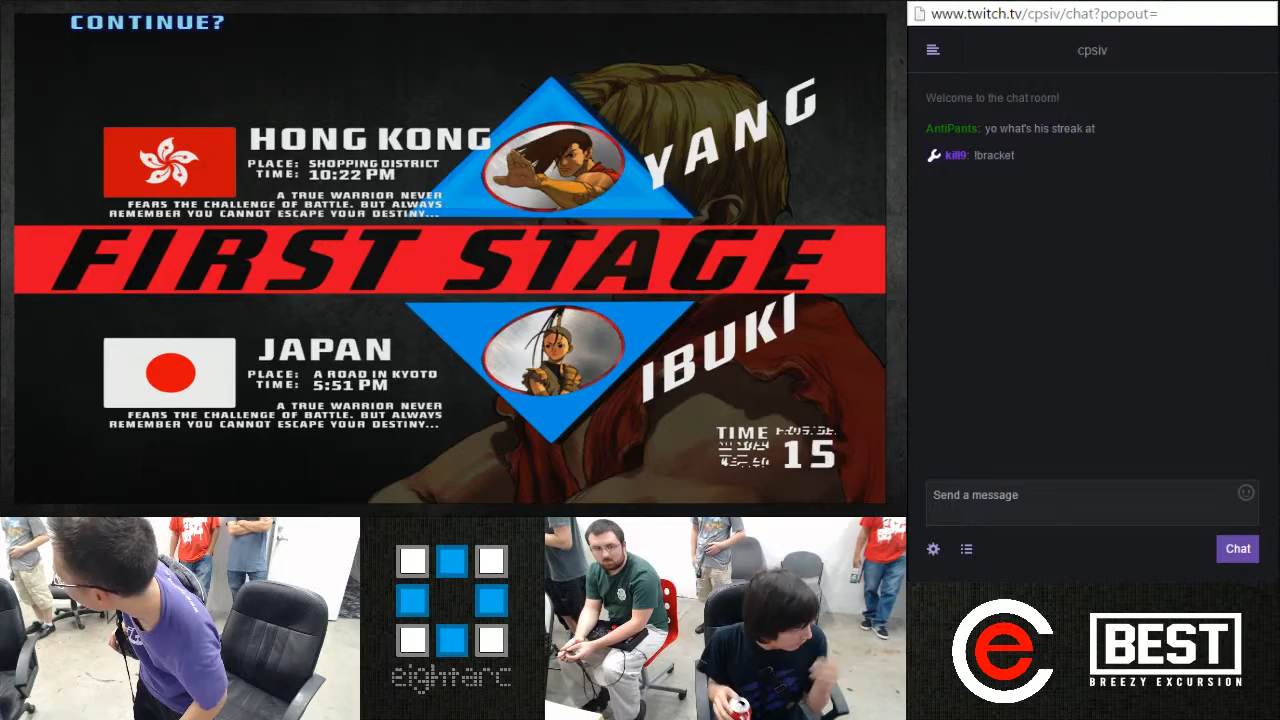 CONTINUE?
HONG KONG
PLACE: SHOPPING DISTRICT
TIME: 10:22 PM
A TRUE WARRIOR NEVER
FEARS THE CHALLENGE OF BATTLE. BUT ALWAYS
REMEMBER YOU CANNOT ESCAPE YOUR DESTINY...
YANG
FIRST STAGE
JAPAN
PLACE: A ROAD IN KYOTO
TIME: 5:51 PM
A TRUE WARRIOR NEVER
FEARS THE CHALLENGE OF BATTLE. BUT ALWAYS
REMEMBER YOU CANNOT ESCAPE YOUR DESTINY...
IBUKI
TIME
15
eightarc
www.twitch.tv/cpsiv/chat?popout=
cpsiv
Welcome to the chat room!
AntiPants: yo what's his streak at
kill9: !bracket
Send a message
Chat
BEST
BREEZY EXCURSION